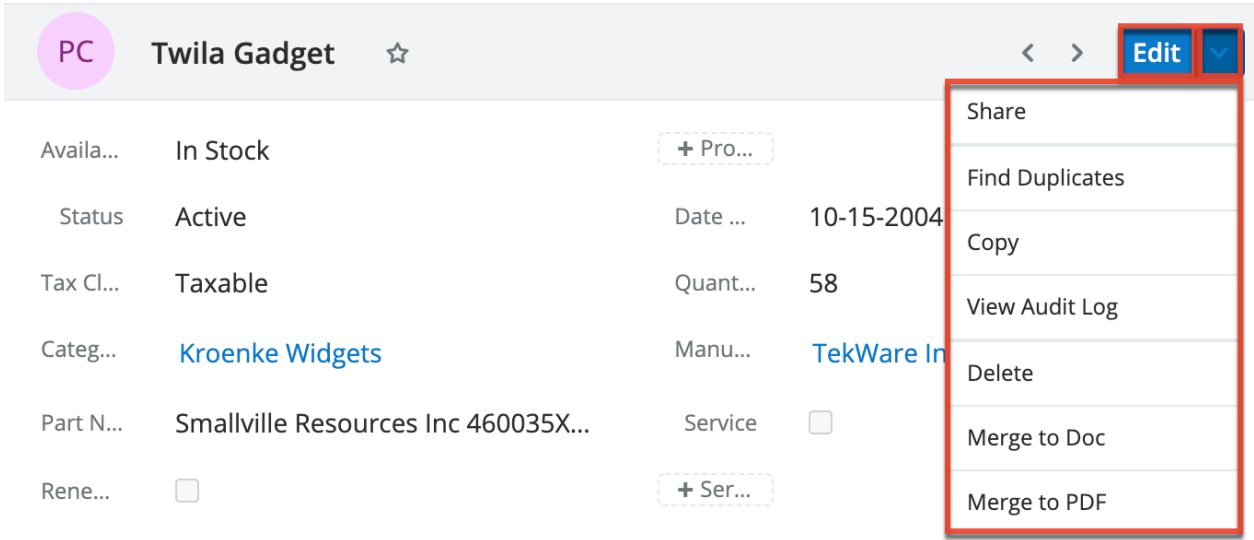 PC Twila Gadget Edit
Share
Availa... In Stock + Pro...
Find Duplicates
Status Active Date ... 10-15-2004
Copy
Tax Cl... Taxable Quant... 58
View Audit Log
Categ... Kroenke Widgets Manu... TekWare In
Delete
Part N... Smallville Resources Inc 460035X... Service
Merge to Doc
Rene... + Ser...
Merge to PDF